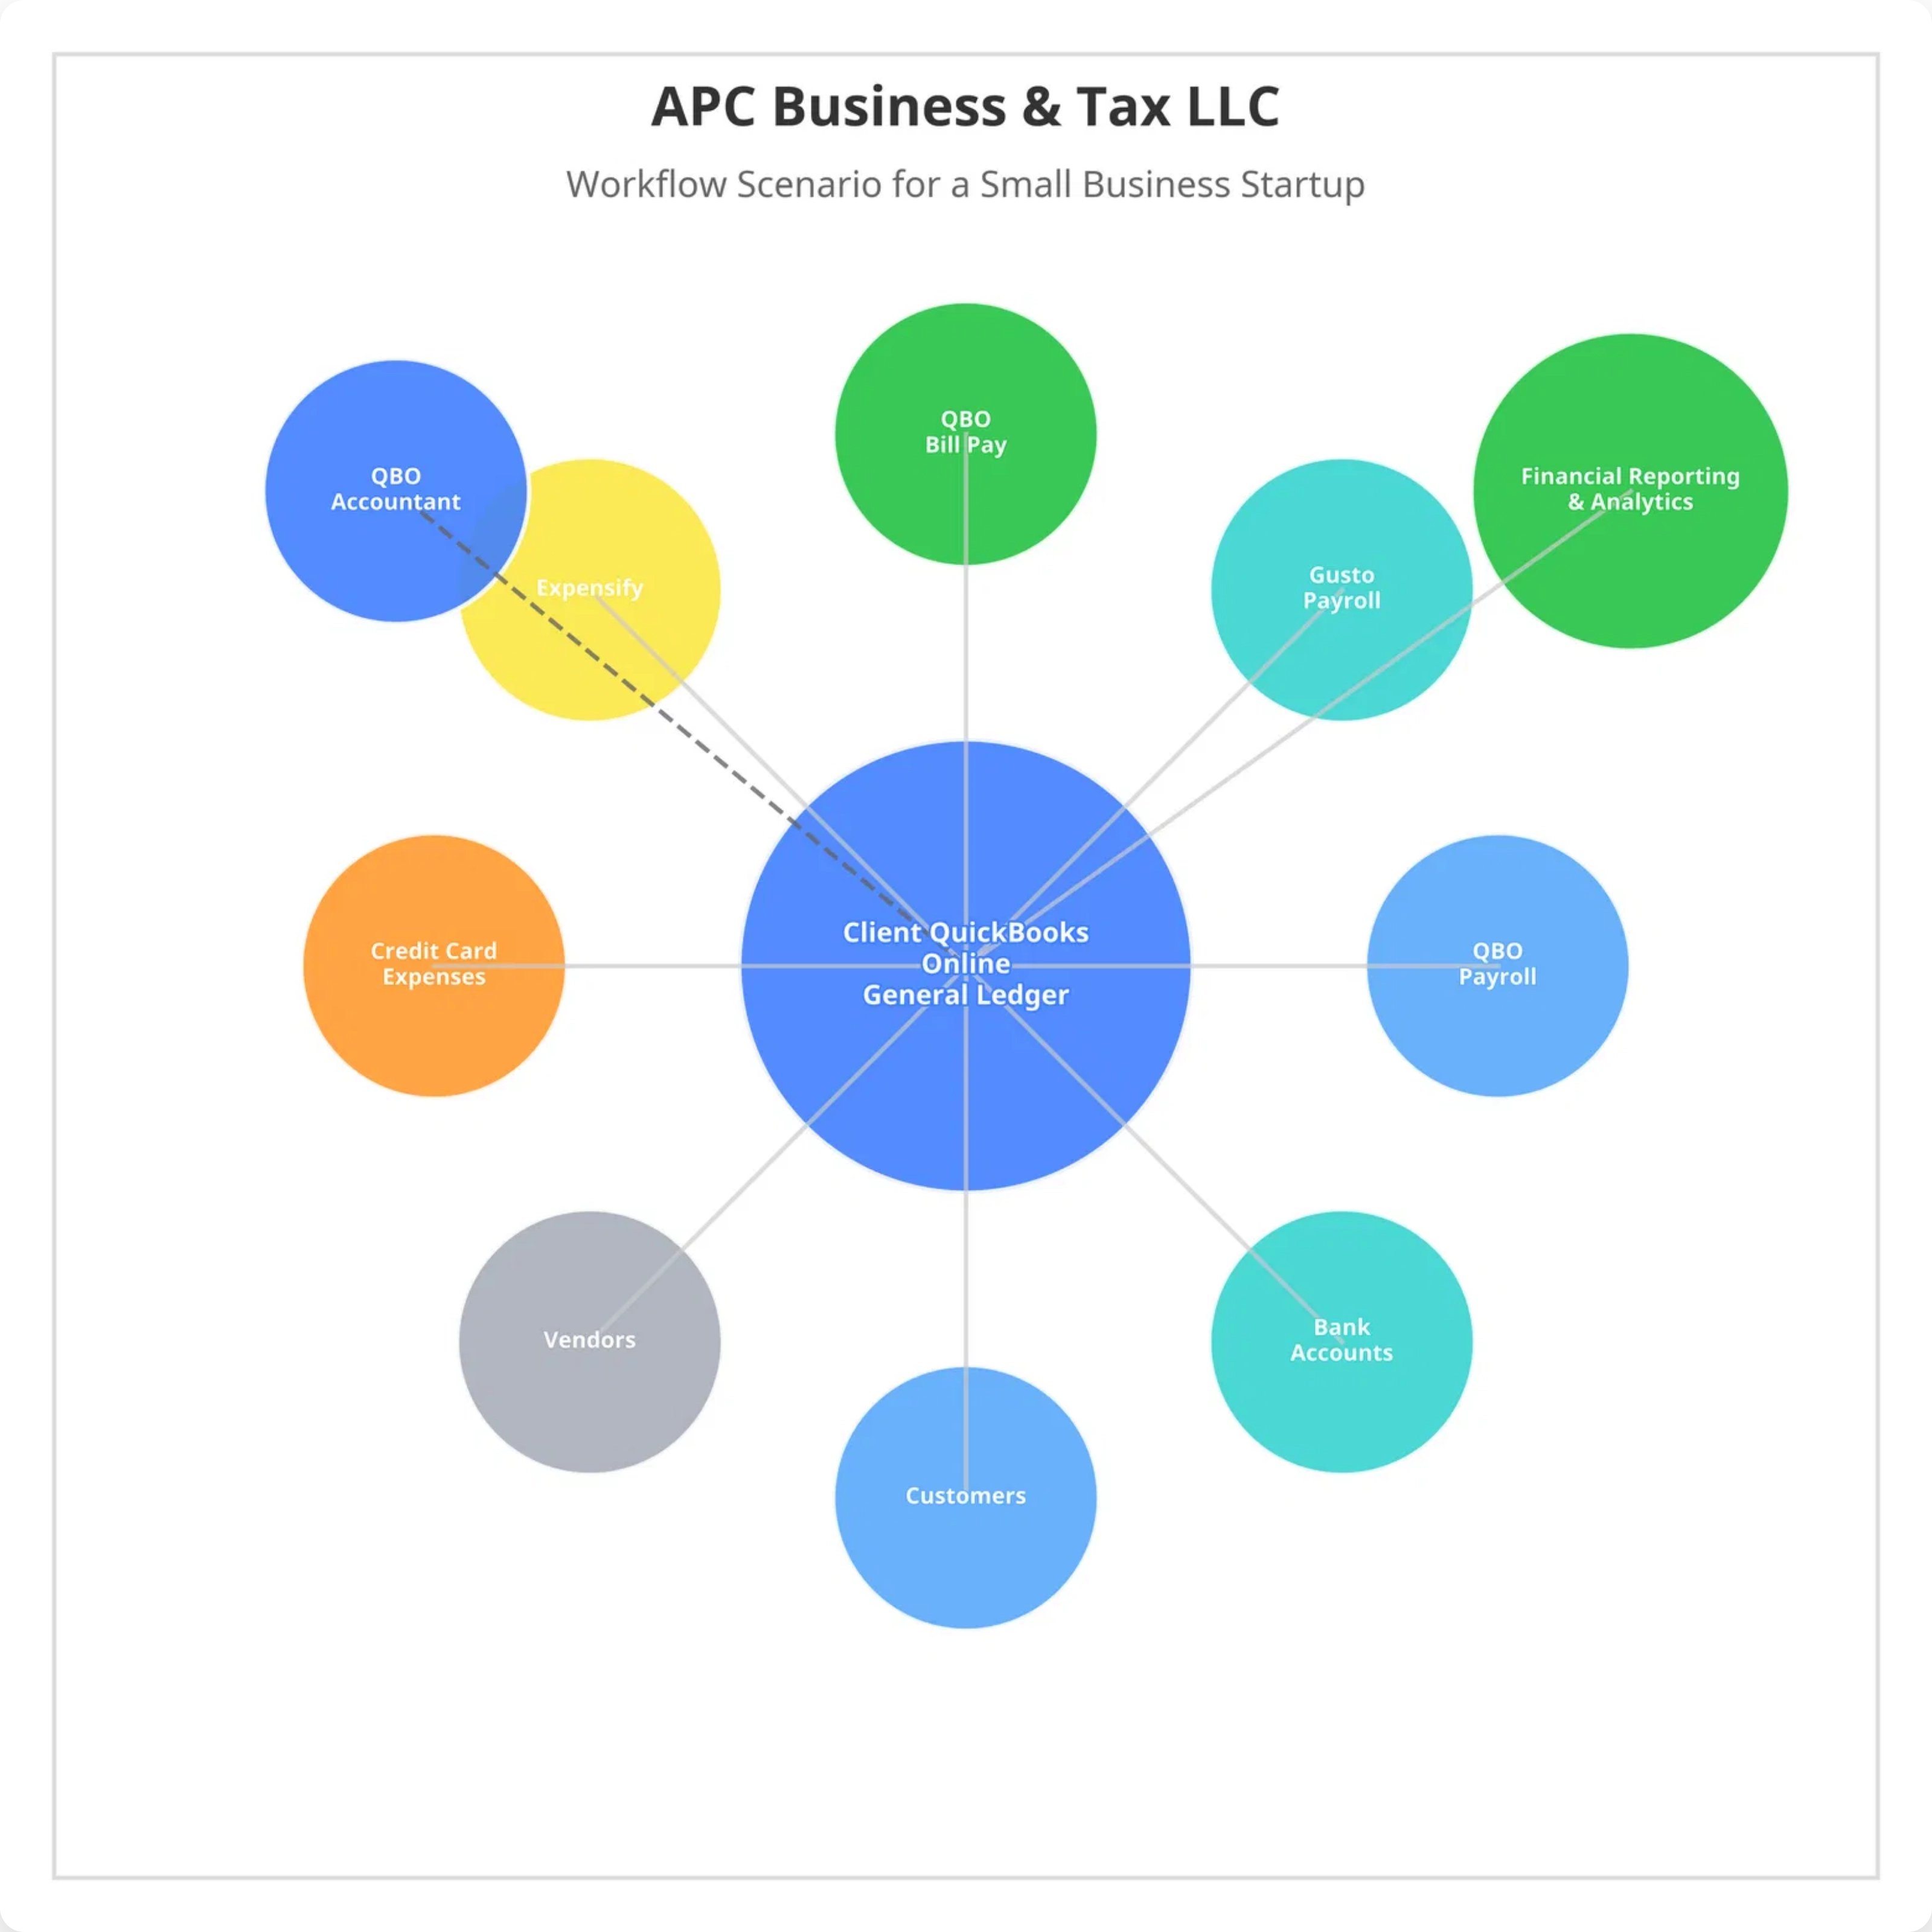 APC Business & Tax LLC
Workflow Scenario for a Small Business Startup
QBO
Bill Pay
QBO
Accountant
Financial Reporting
& Analytics
Expensify
Gusto
Payroll
Client QuickBooks
Online
General Ledger
Credit Card
Expenses
QBO
Payroll
Vendors
Bank
Accounts
Customers